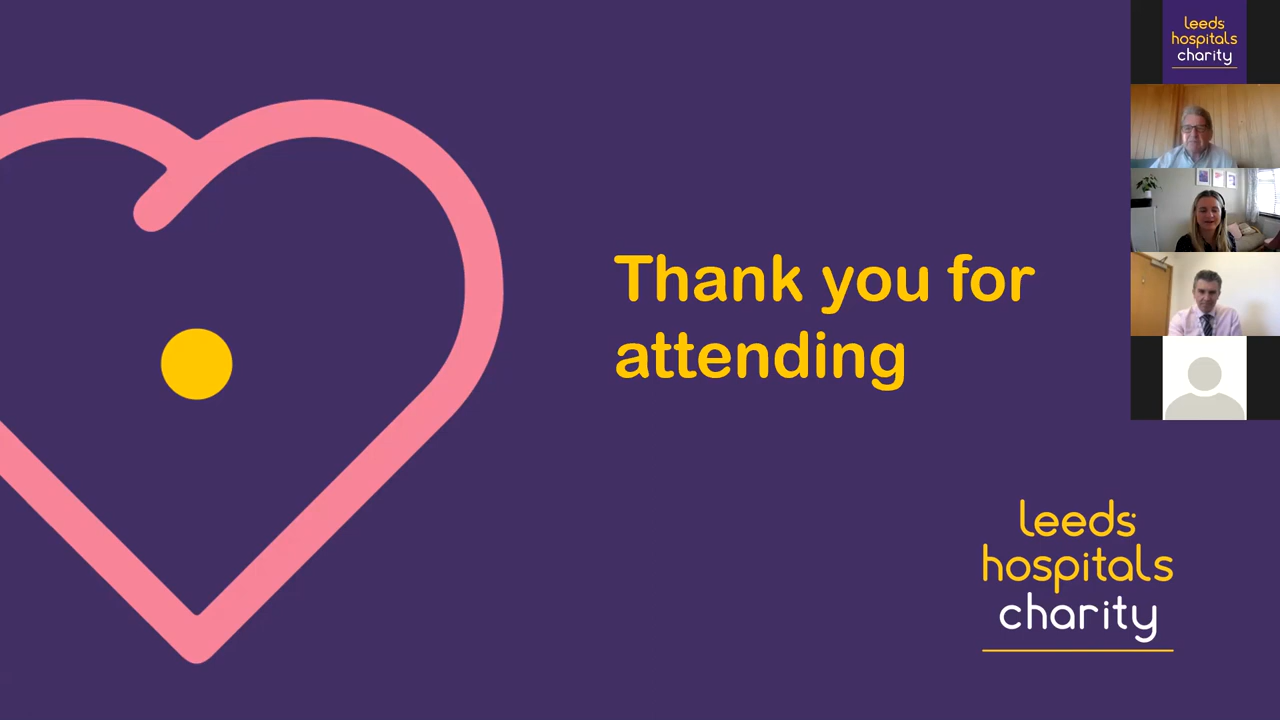 Thank you for
attending
leeds
hospitals
charity
leeds
hospitals
charity